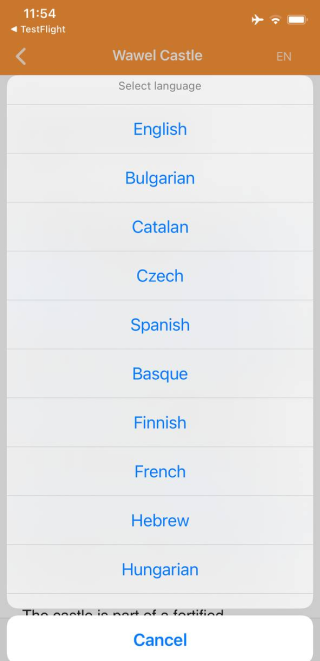 11:54
◀ TestFlight
Wawel Castle
EN
Select language
English
Bulgarian
Catalan
Czech
Spanish
Basque
Finnish
French
Hebrew
Hungarian
The castle is part of a fortified
Cancel